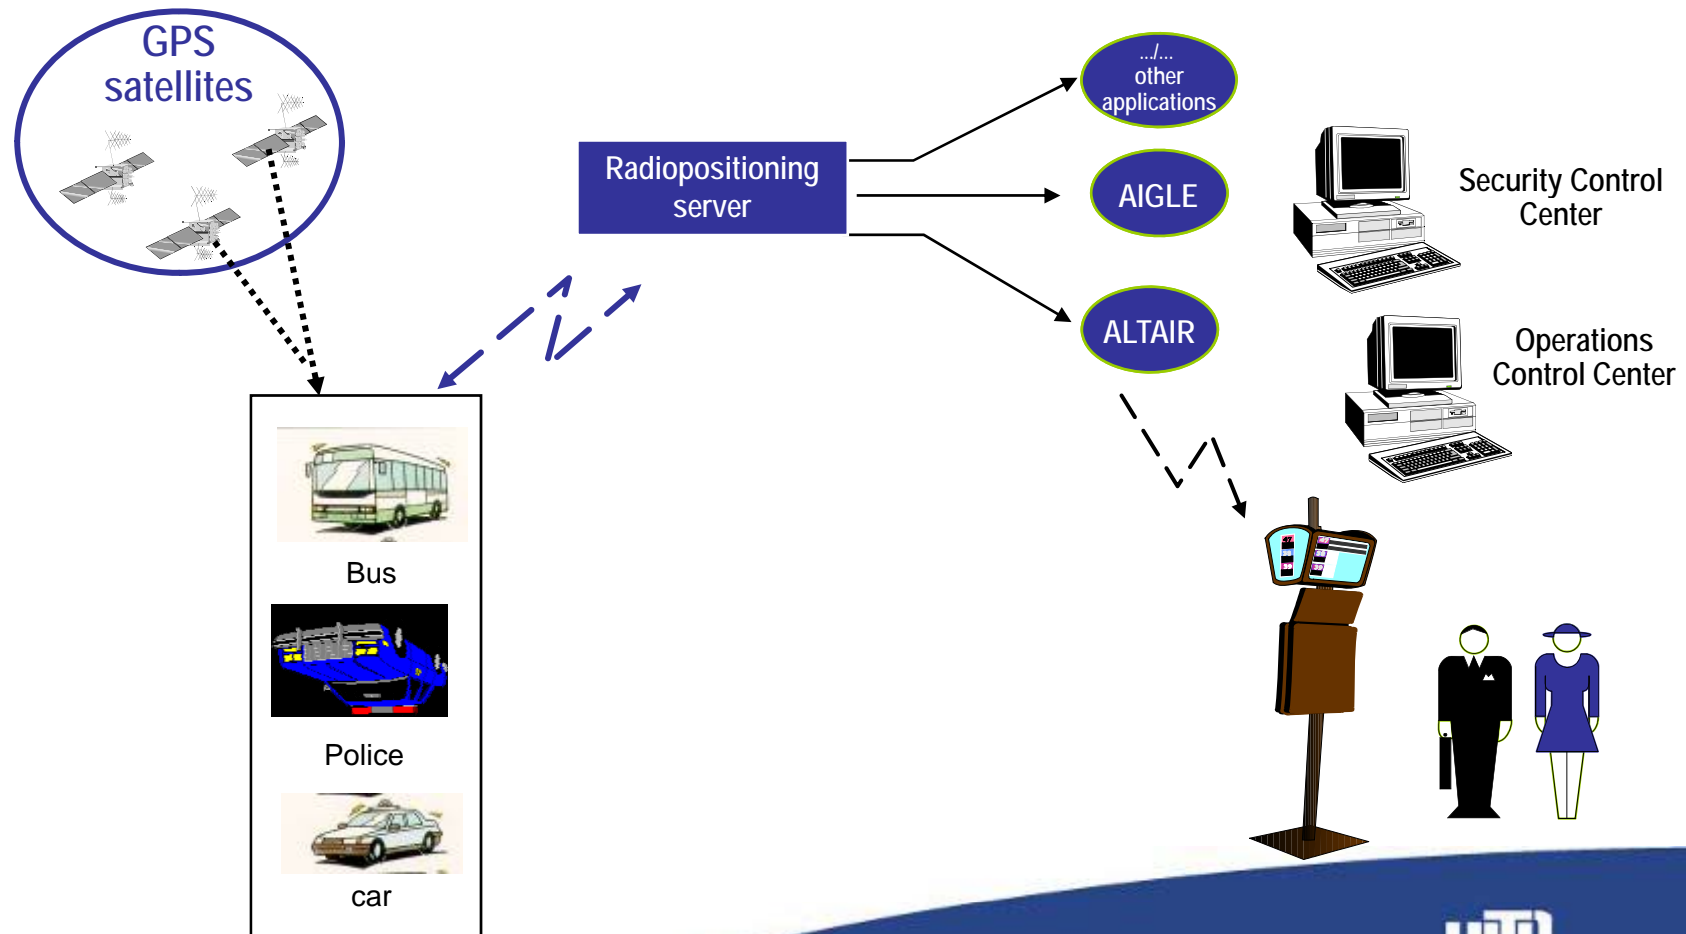 GPS
satellites
.../...
other
applications
Radiopositioning
server
AIGLE
ALTAIR
Security Control
Center
Operations
Control Center
Bus
Police
car